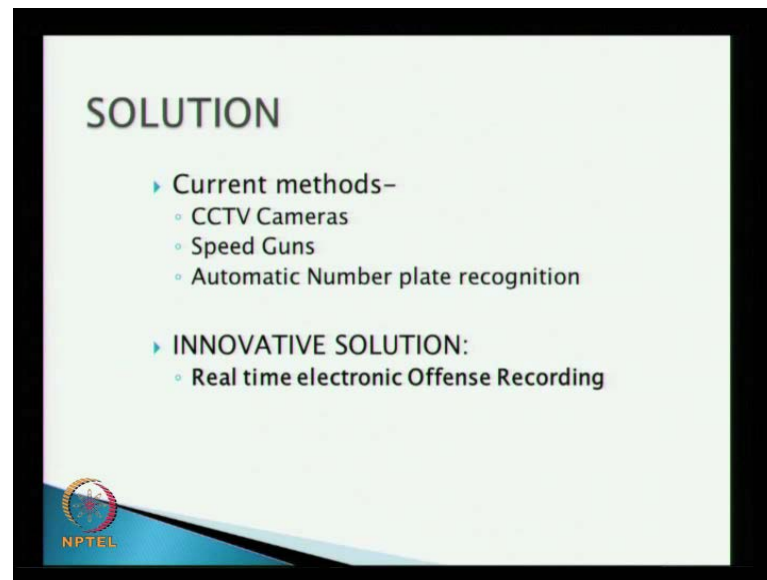 SOLUTION
Current methods-
CCTV Cameras
Speed Guns
Automatic Number plate recognition
INNOVATIVE SOLUTION:
Real time electronic Offense Recording
NPTEL